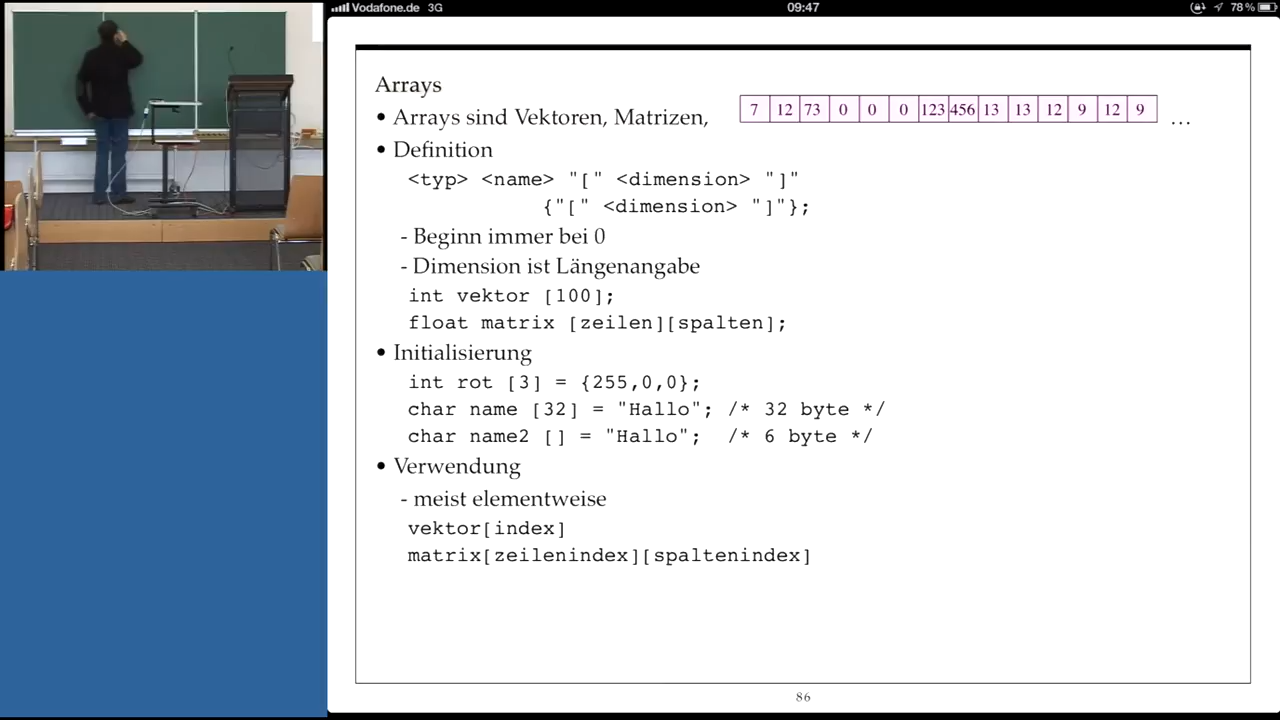 Vodafone.de 3G 09:47 78 %
Arrays
• Arrays sind Vektoren, Matrizen, 7 12 73 0 0 0 123 456 13 13 12 9 12 9 ...
• Definition
<typ> <name> "[" <dimension> "]"
{"[" <dimension> "]"};
- Beginn immer bei 0
- Dimension ist Längenangabe
int vektor [100];
float matrix [zeilen][spalten];
• Initialisierung
int rot [3] = {255,0,0};
char name [32] = "Hallo"; /* 32 byte */
char name2 [] = "Hallo"; /* 6 byte */
• Verwendung
- meist elementweise
vektor[index]
matrix[zeilenindex][spaltenindex]
86